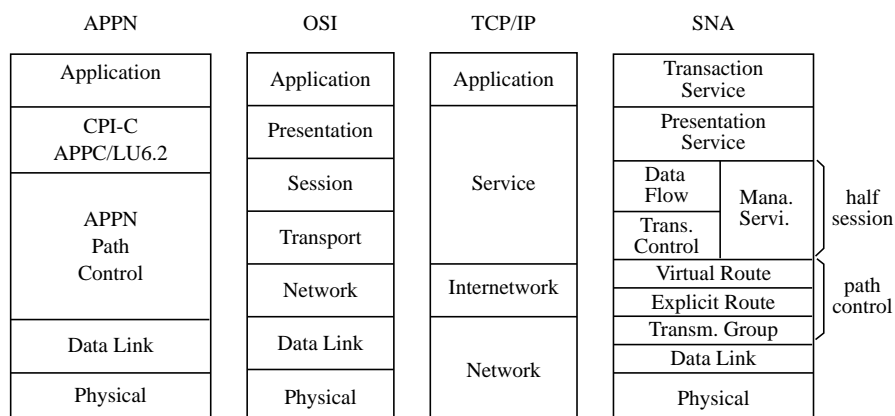 APPN
OSI
TCP/IP
SNA
Application
CPI-C
APPC/LU6.2
APPN
Path
Control
Data Link
Physical
Application
Presentation
Session
Transport
Network
Data Link
Physical
Application
Service
Internetwork
Network
Transaction
Service
Presentation
Service
Data
Flow
Trans.
Control
Mana.
Servi.
half
session
Virtual Route
Explicit Route
Transm. Group
path
control
Data Link
Physical